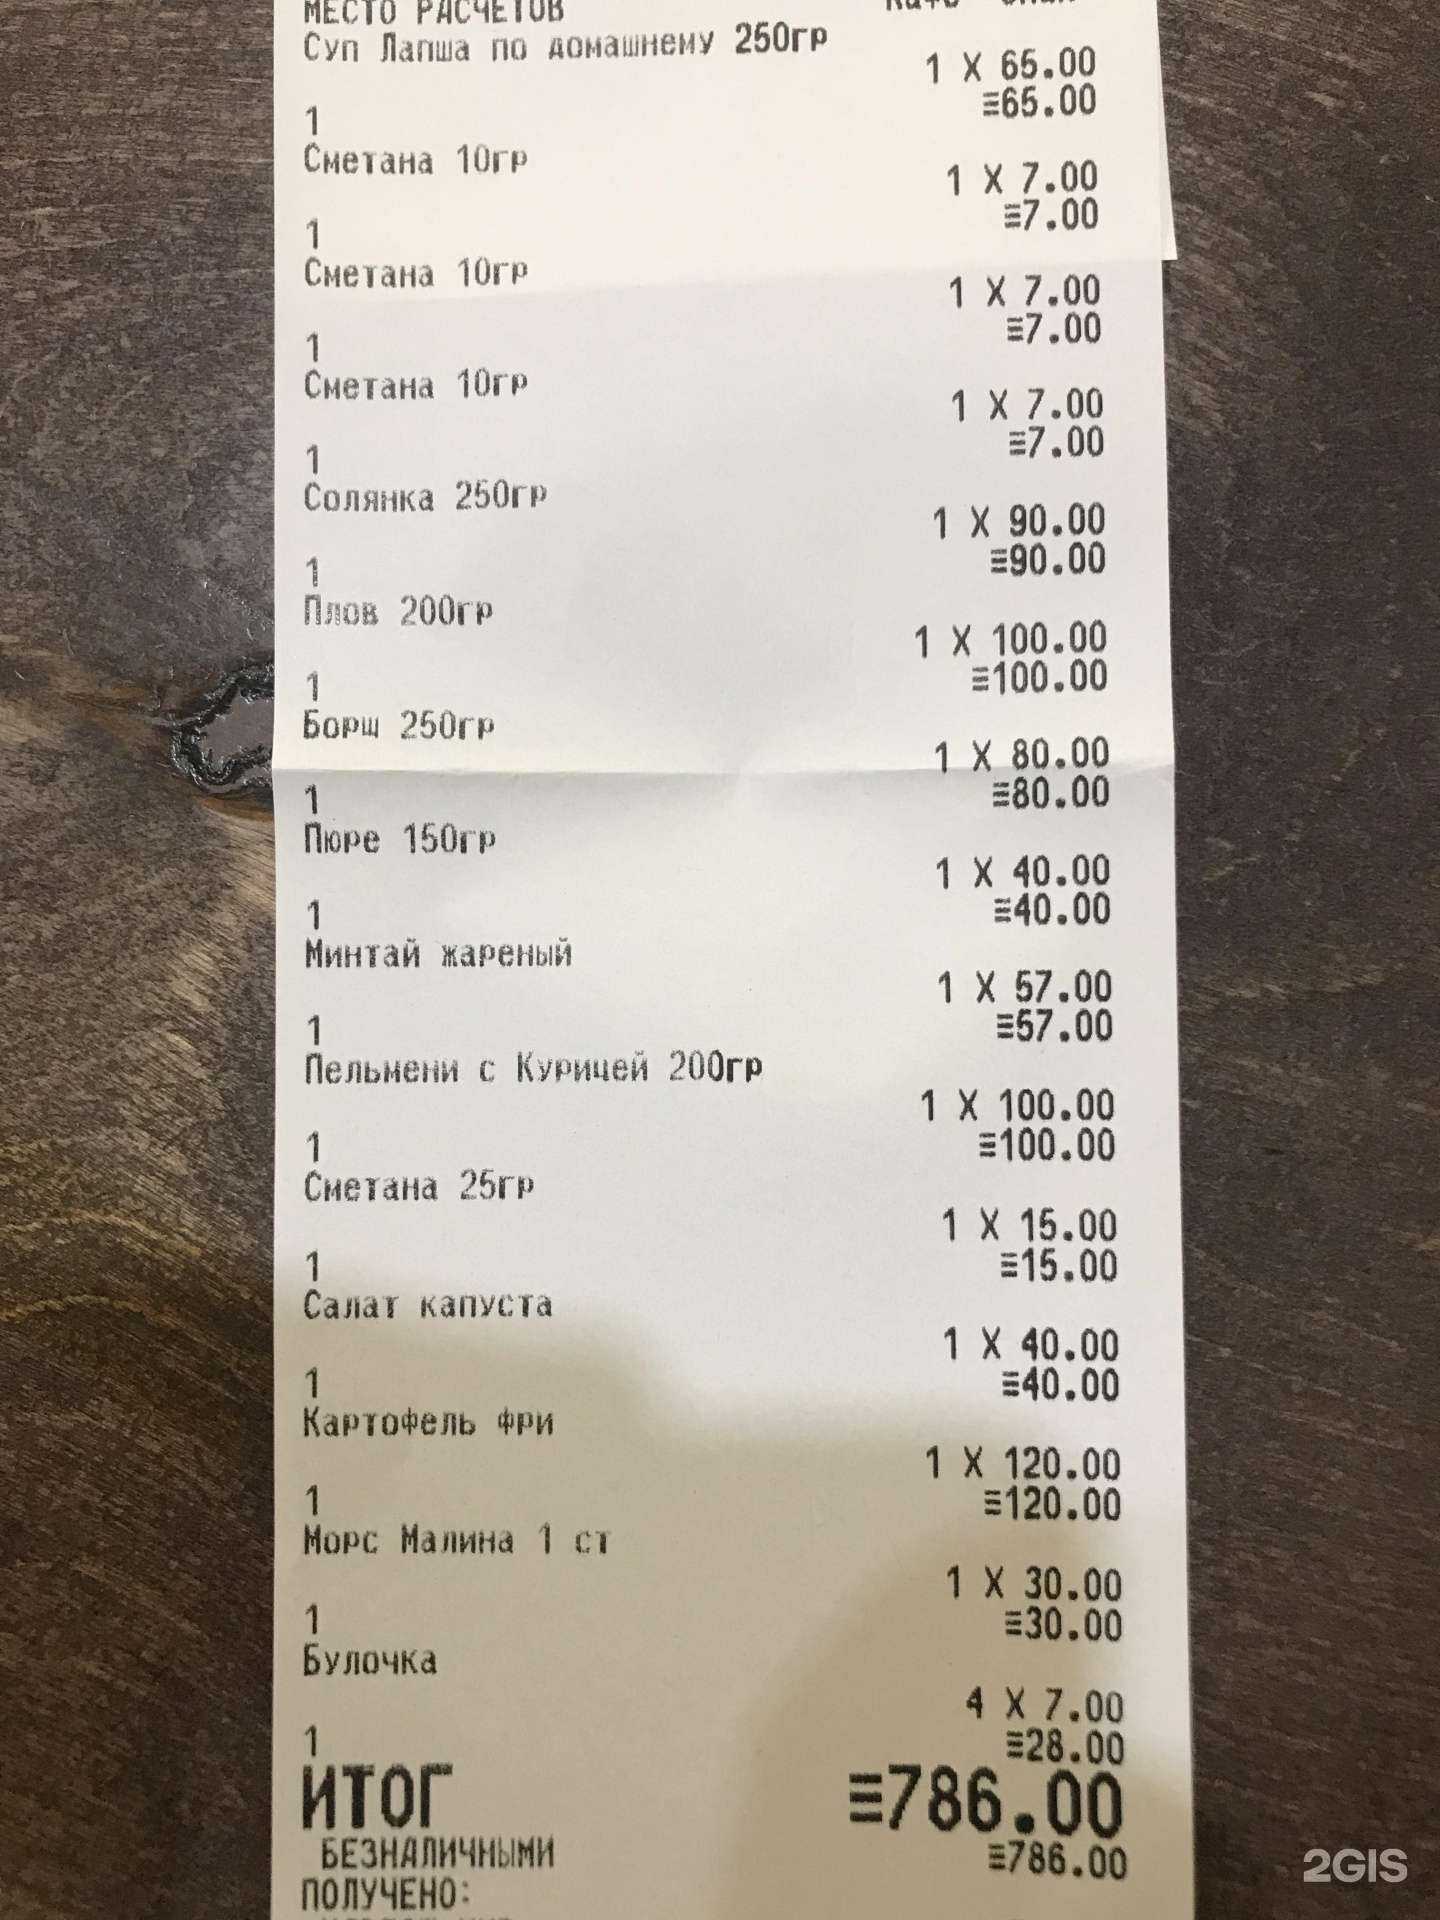 МЕСТО РАСЧЕТОВ
Суп Лапша по домашнему 250гр
1 X 65.00
≡65.00
1
Сметана 10гр
1 X 7.00
≡7.00
1
Сметана 10гр
1 X 7.00
≡7.00
1
Сметана 10гр
1 X 7.00
≡7.00
1
Солянка 250гр
1 X 90.00
≡90.00
1
Плов 200гр
1 X 100.00
≡100.00
1
Борщ 250гр
1 X 80.00
≡80.00
1
Пюре 150гр
1 X 40.00
≡40.00
1
Минтай жареный
1 X 57.00
≡57.00
1
Пельмени с Курицей 200гр
1 X 100.00
≡100.00
1
Сметана 25гр
1 X 15.00
≡15.00
1
Салат капуста
1 X 40.00
≡40.00
1
Картофель фри
1 X 120.00
≡120.00
1
Морс Малина 1 ст
1 X 30.00
≡30.00
1
Булочка
4 X 7.00
≡28.00
1
ИТОГ ≡786.00
БЕЗНАЛИЧНЫМИ ≡786.00
ПОЛУЧЕНО:
2GIS